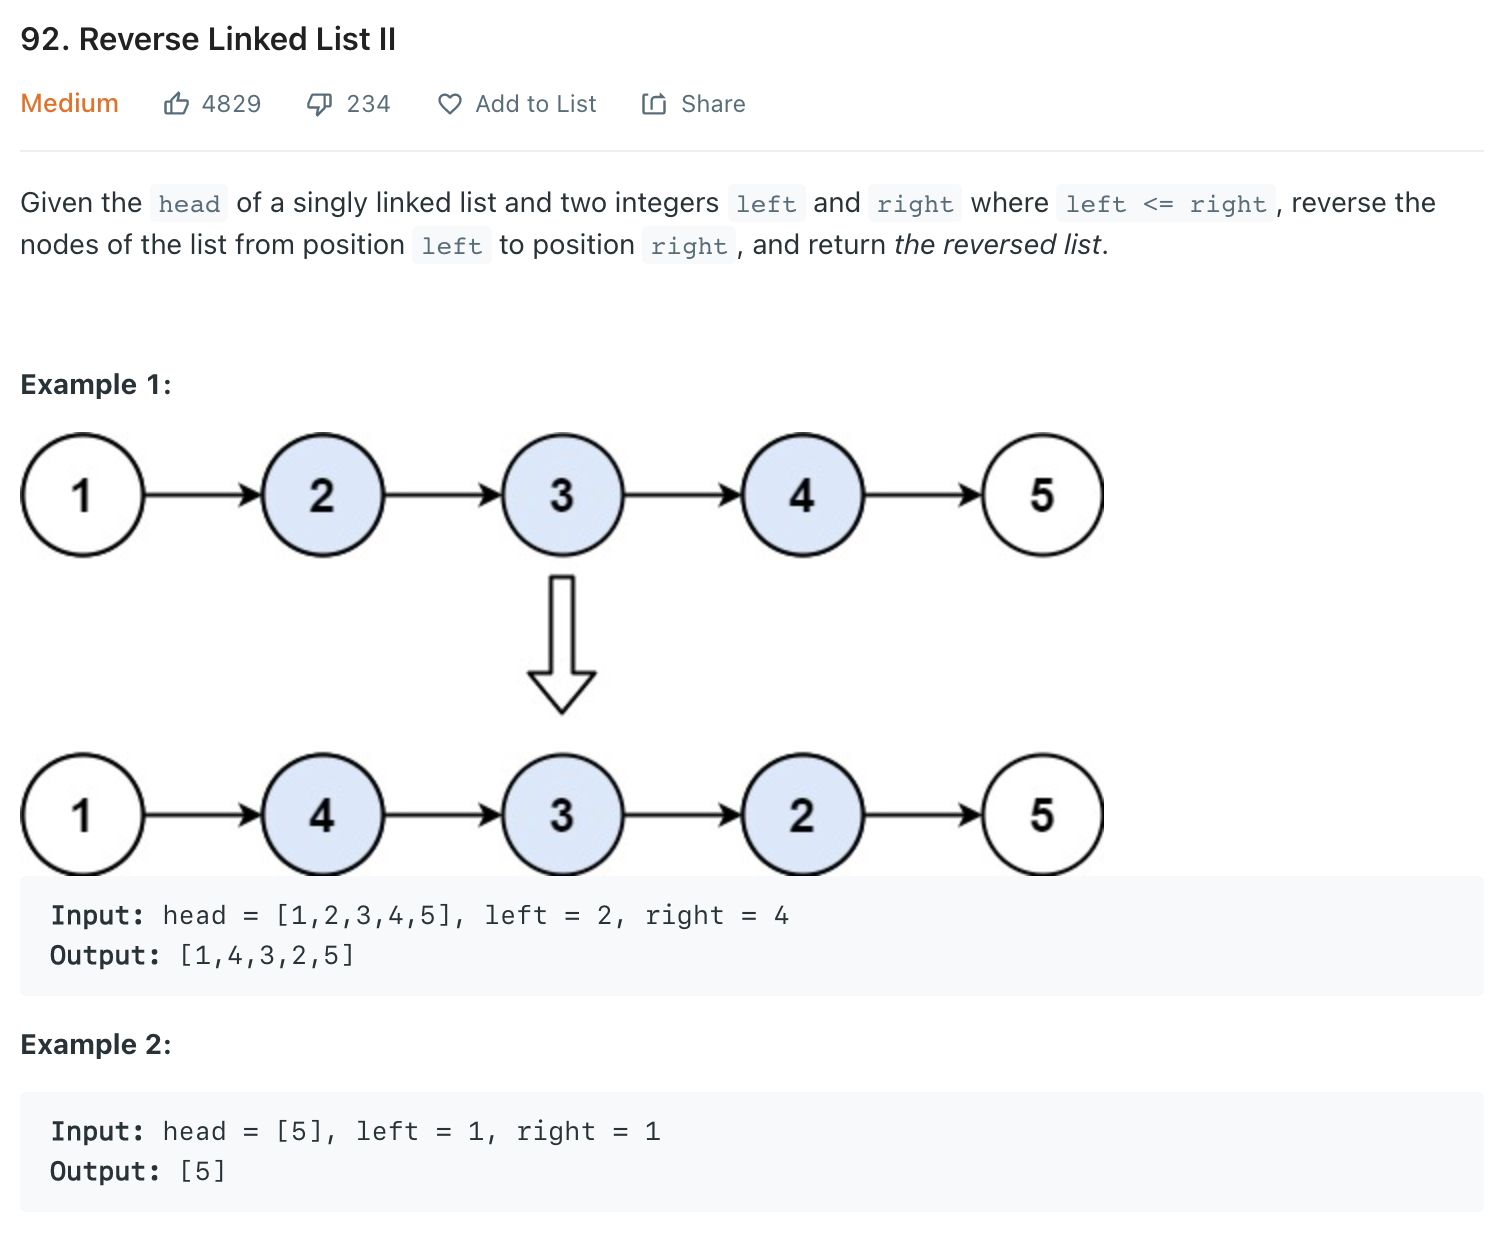 92. Reverse Linked List II
Medium 4829 234 Add to List Share
Given the head of a singly linked list and two integers left and right where left <= right, reverse the
nodes of the list from position left to position right, and return the reversed list.
Example 1:
1 2 3 4 5
1 4 3 2 5
Input: head = [1,2,3,4,5], left = 2, right = 4
Output: [1,4,3,2,5]
Example 2:
Input: head = [5], left = 1, right = 1
Output: [5]